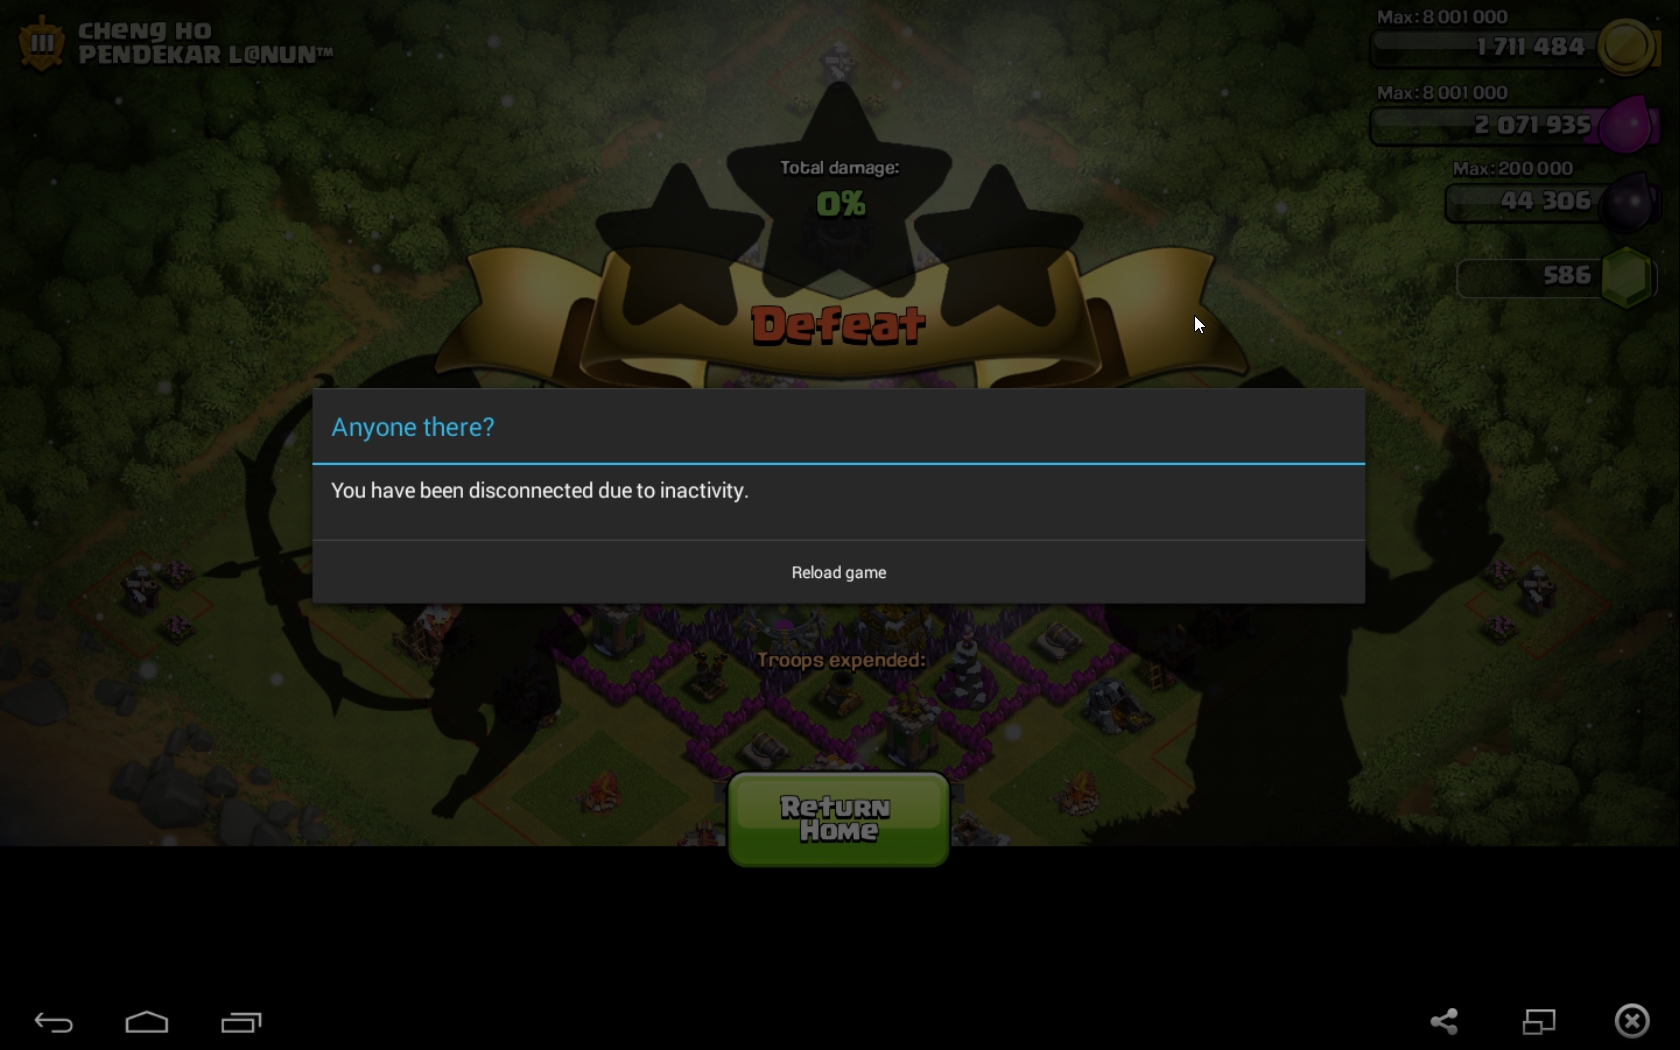 III
CHENG HO
PENDEKAR L@NUN™
Max: 8 001 000
1 711 484
Max: 8 001 000
2 071 935
Max: 200 000
44 306
586
Total damage:
0%
Defeat
Anyone there?
You have been disconnected due to inactivity.
Reload game
Troops expended:
Return
Home